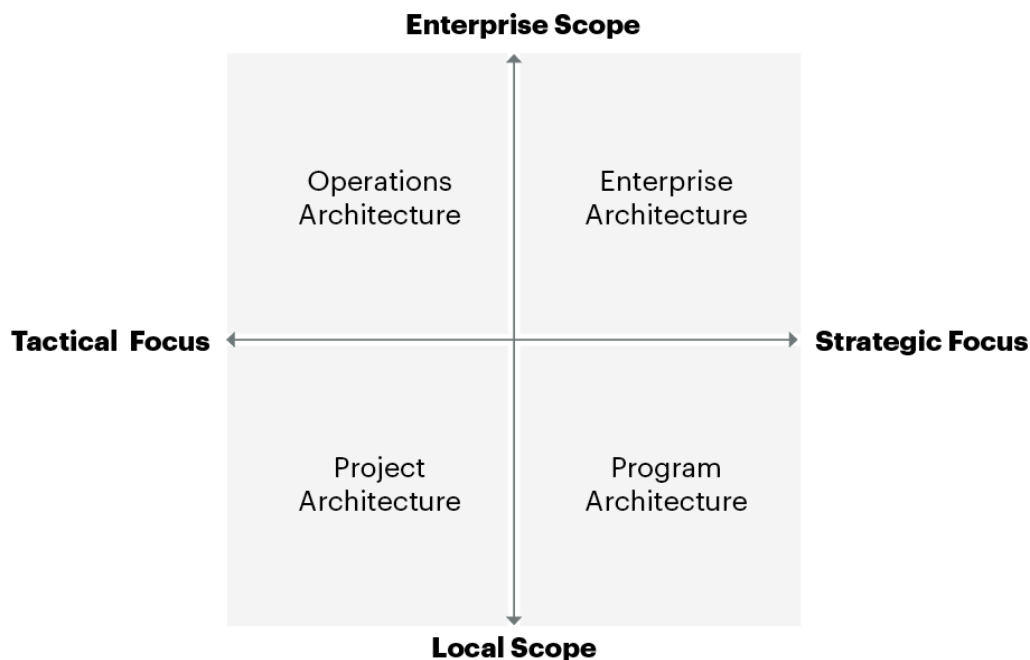 Enterprise Scope
Operations
Architecture
Enterprise
Architecture
Tactical Focus
Strategic Focus
Project
Architecture
Program
Architecture
Local Scope